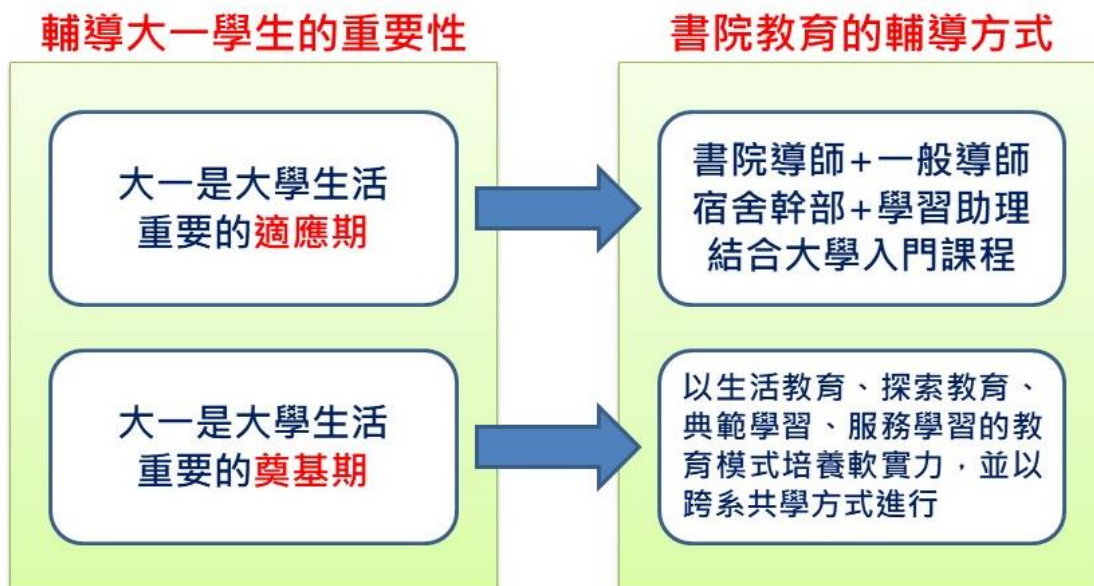 輔導大一學生的重要性
書院教育的輔導方式
大一是大學生活
重要的適應期
書院導師+一般導師
宿舍幹部+學習助理
結合大學入門課程
大一是大學生活
重要的奠基期
以生活教育、探索教育、
典範學習、服務學習的教
育模式培養軟實力，並以
跨系共學方式進行